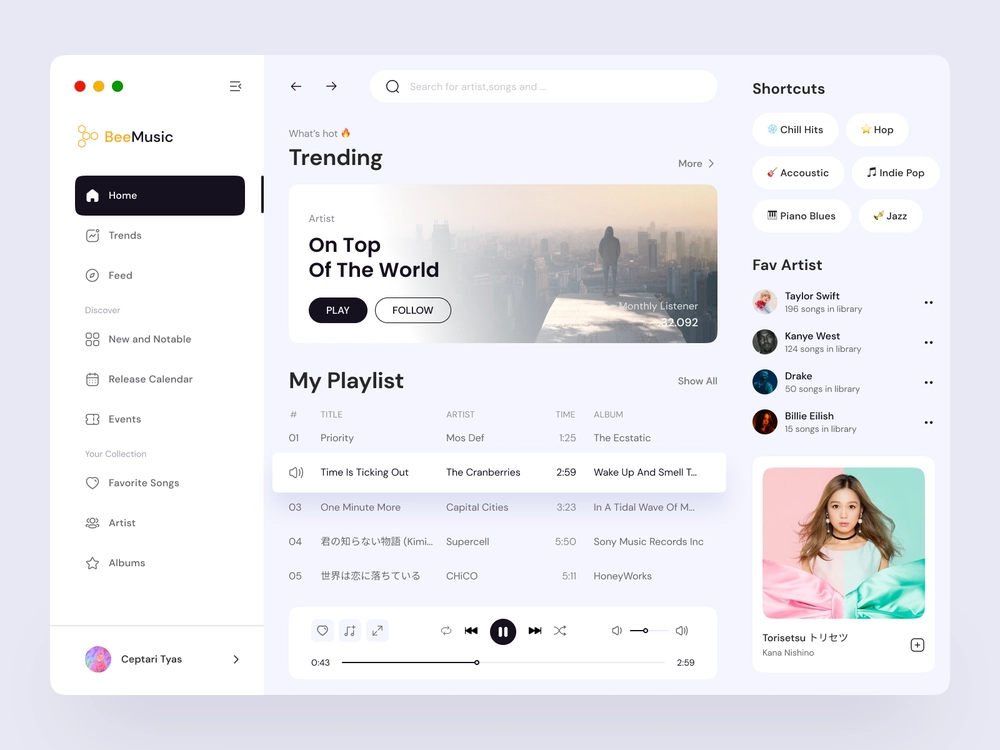 BeeMusic
Home
Trends
Feed
Discover
New and Notable
Release Calendar
Events
Your Collection
Favorite Songs
Artist
Albums
Ceptari Tyas
Search for artist,songs and ...
What's hot 🔥
Trending
More
Artist
On Top
Of The World
PLAY
FOLLOW
Monthly Listener
32.092
My Playlist
Show All
# TITLE ARTIST TIME ALBUM
01 Priority Mos Def 1:25 The Ecstatic
Time Is Ticking Out The Cranberries 2:59 Wake Up And Smell T...
03 One Minute More Capital Cities 3:23 In A Tidal Wave Of M...
04 君の知らない物語 (Kimi... Supercell 5:50 Sony Music Records Inc
05 世界は恋に落ちている CHiCO 5:11 HoneyWorks
0:43
2:59
Shortcuts
Chill Hits
Hop
Accoustic
Indie Pop
Piano Blues
Jazz
Fav Artist
Taylor Swift
196 songs in library
Kanye West
124 songs in library
Drake
50 songs in library
Billie Eilish
15 songs in library
Torisetsu トリセツ
Kana Nishino